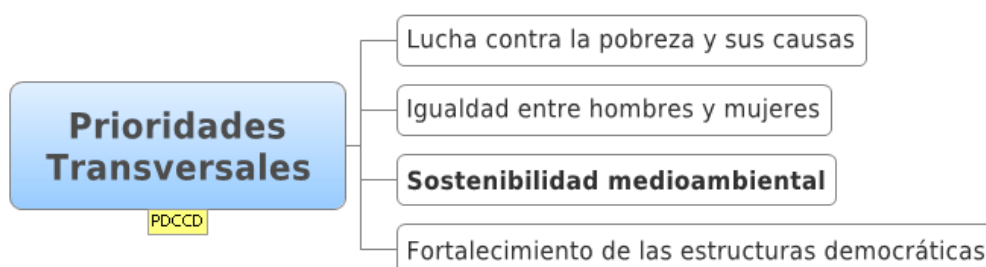 Prioridades
Transversales
PDCCD
Lucha contra la pobreza y sus causas
Igualdad entre hombres y mujeres
Sostenibilidad medioambiental
Fortalecimiento de las estructuras democráticas